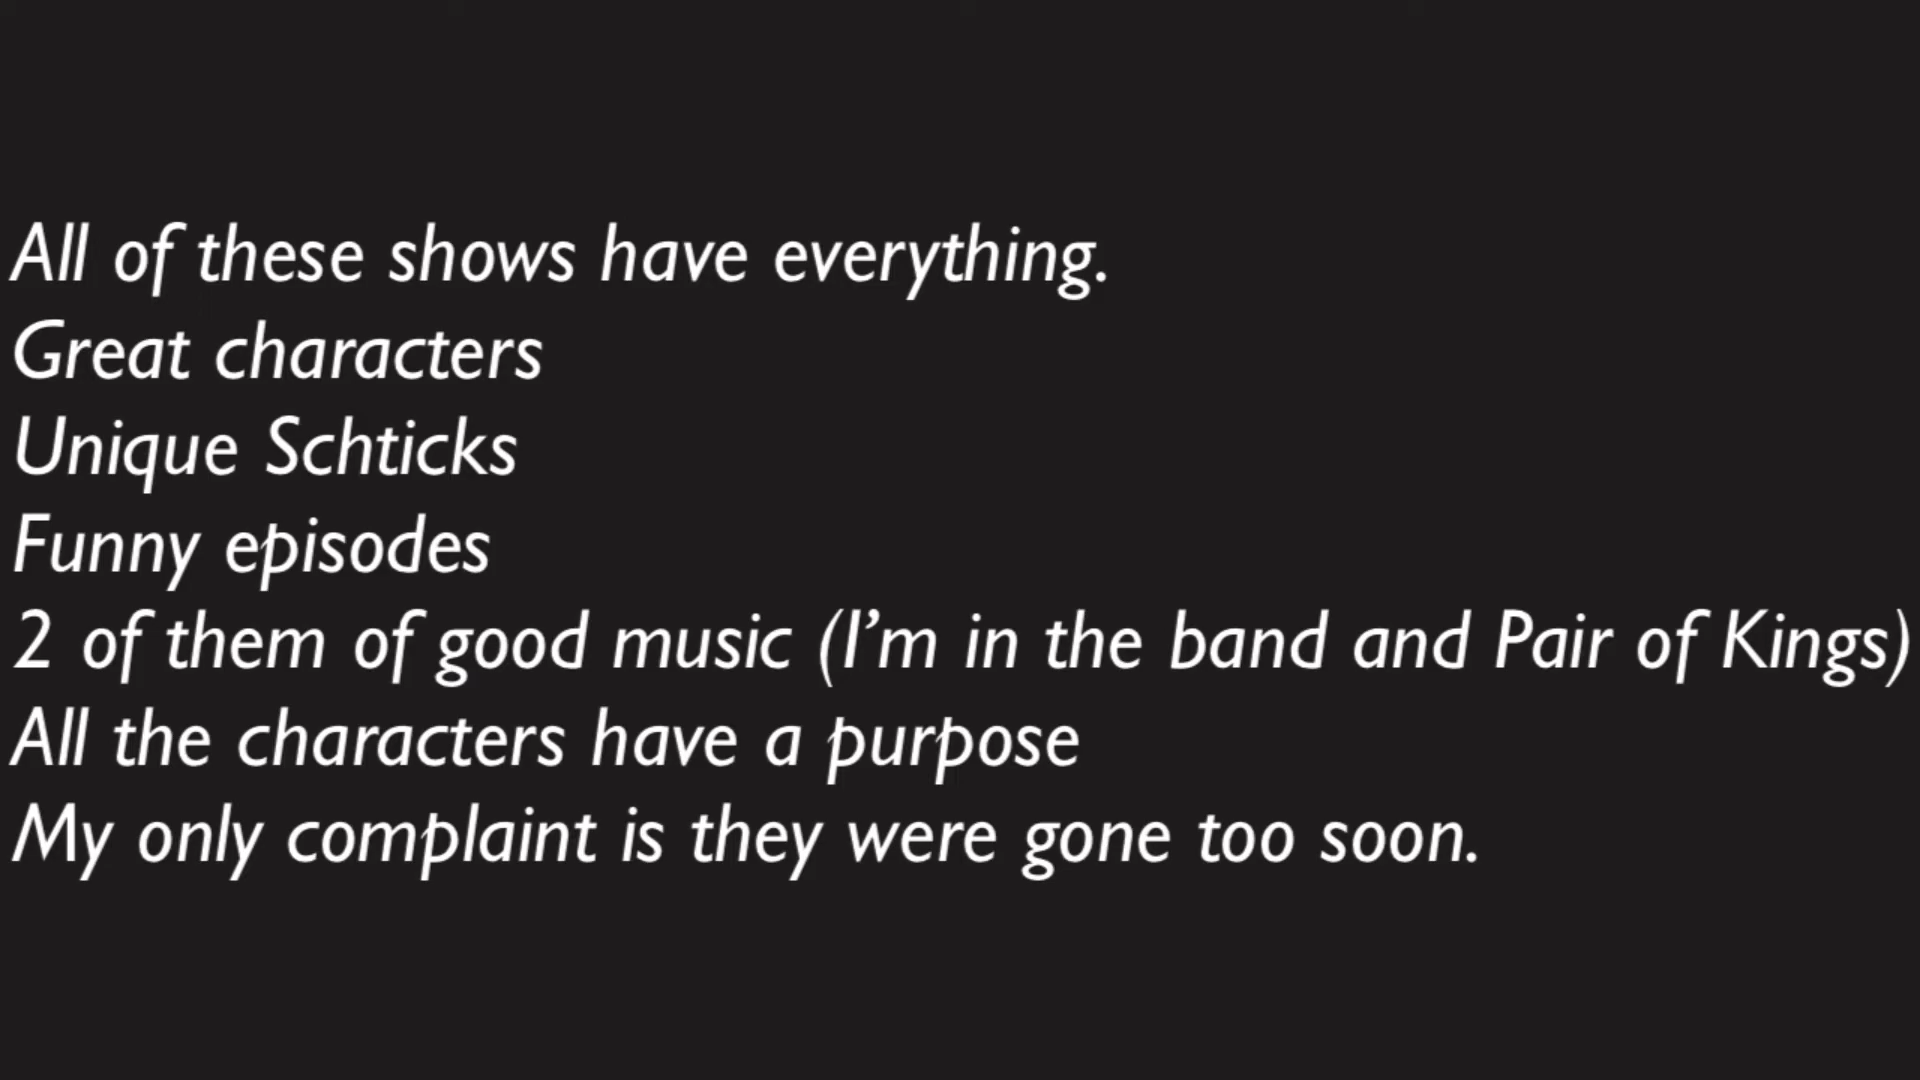 All of these shows have everything.
Great characters
Unique Schticks
Funny episodes
2 of them of good music (I’m in the band and Pair of Kings)
All the characters have a purpose
My only complaint is they were gone too soon.